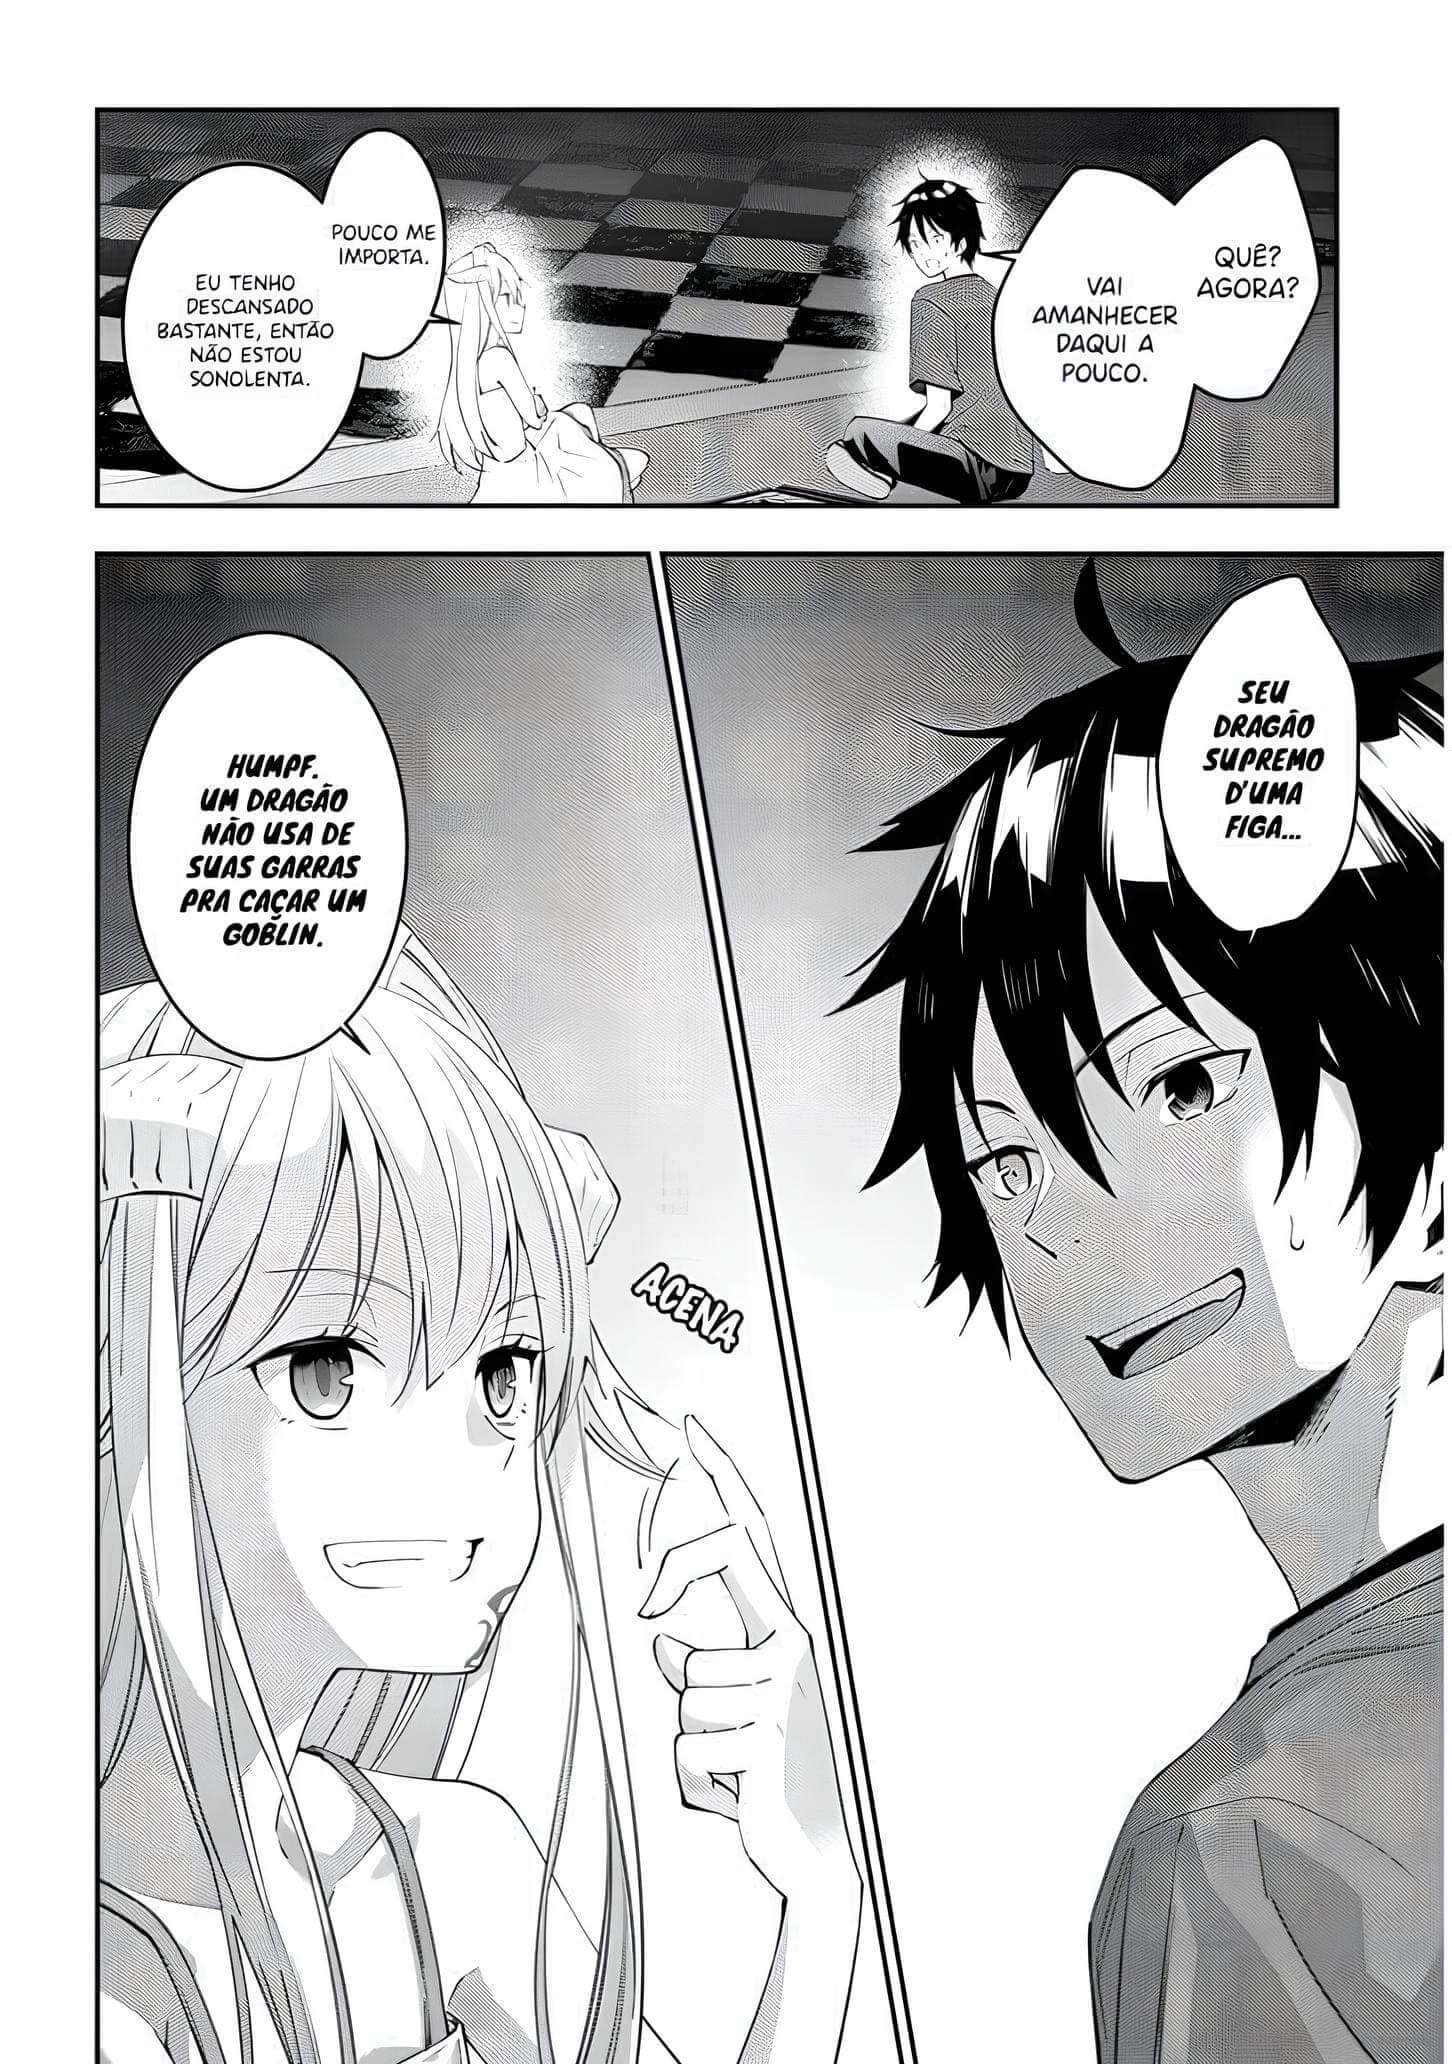 QUÊ?
AGORA?
VAI
AMANHECER
DAQUI A
POUCO.
POUCO ME
IMPORTA.
EU TENHO
DESCANSADO
BASTANTE, ENTÃO
NÃO ESTOU
SONOLENTA.
SEU
DRAGÃO
SUPREMO
D'UMA
FIGA...
HUMPF.
UM DRAGÃO
NÃO USA DE
SUAS GARRAS
PRA CAÇAR UM
GOBLIN.
ACENA